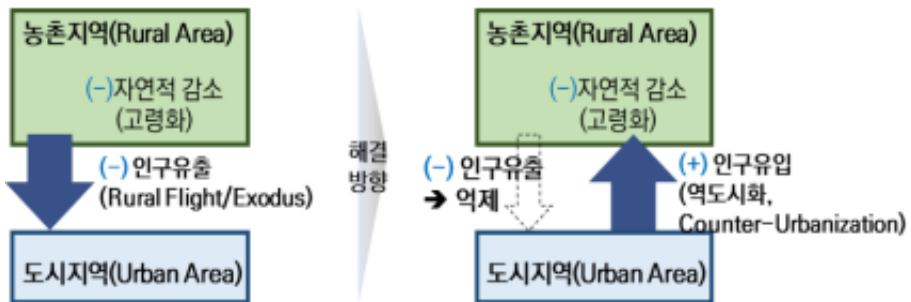 농촌지역(Rural Area)
(-)자연적 감소
(고령화)
(-) 인구유출
(Rural Flight/Exodus)
도시지역(Urban Area)
해결
방향
농촌지역(Rural Area)
(-)자연적 감소
(고령화)
(-) 인구유출
➔ 억제
(+) 인구유입
(역도시화,
Counter-Urbanization)
도시지역(Urban Area)